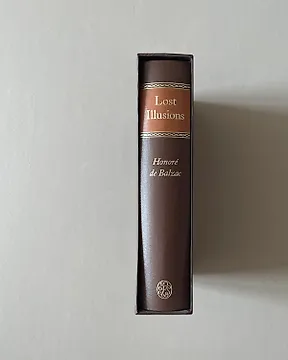 Lost
Illusions
Honoré
de Balzac